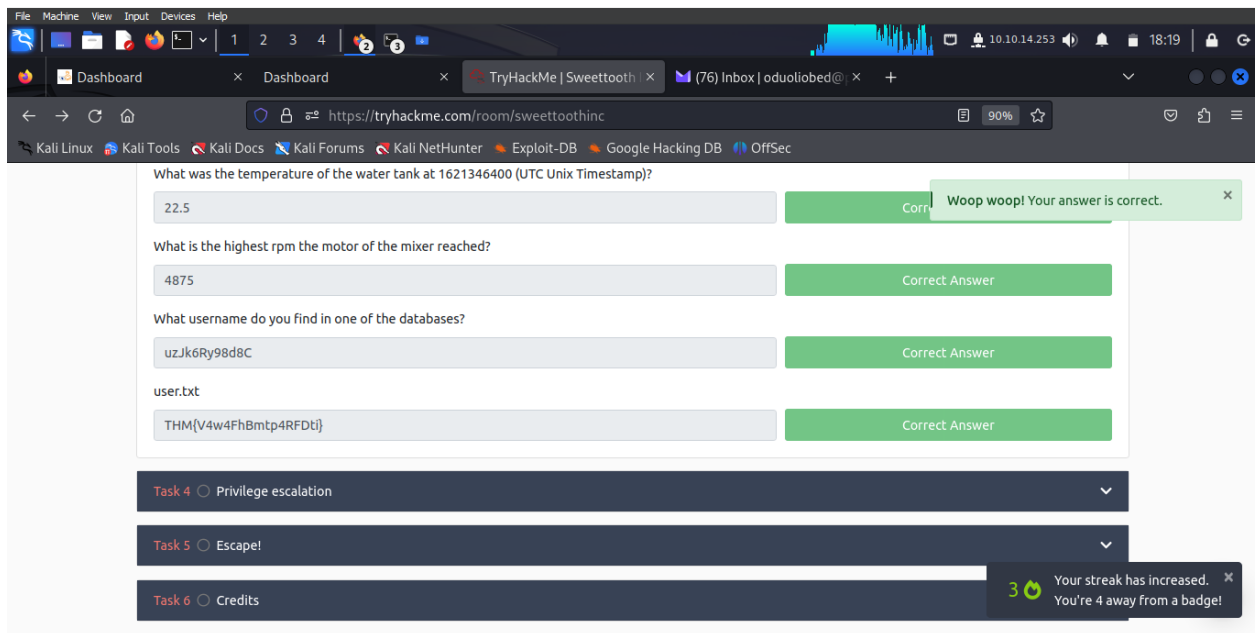 File Machine View Input Devices Help
1 2 3 4 2 3 10.10.14.253 18:19
Dashboard × Dashboard × TryHackMe | Sweettooth × (76) Inbox | oduoliobed@ × +
https://tryhackme.com/room/sweettoothinc 90%
Kali Linux Kali Tools Kali Docs Kali Forums Kali NetHunter Exploit-DB Google Hacking DB OffSec
What was the temperature of the water tank at 1621346400 (UTC Unix Timestamp)?
22.5 Corr
Woop woop! Your answer is correct. ×
What is the highest rpm the motor of the mixer reached?
4875 Correct Answer
What username do you find in one of the databases?
uzJk6Ry98d8C Correct Answer
user.txt
THM{V4w4FhBmtp4RFDti} Correct Answer
Task 4 Privilege escalation
Task 5 Escape!
Task 6 Credits
3 Your streak has increased. ×
You're 4 away from a badge!